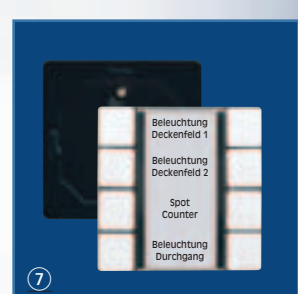 Beleuchtung
Deckenfeld 1
Beleuchtung
Deckenfeld 2
Spot
Counter
Beleuchtung
Durchgang
7